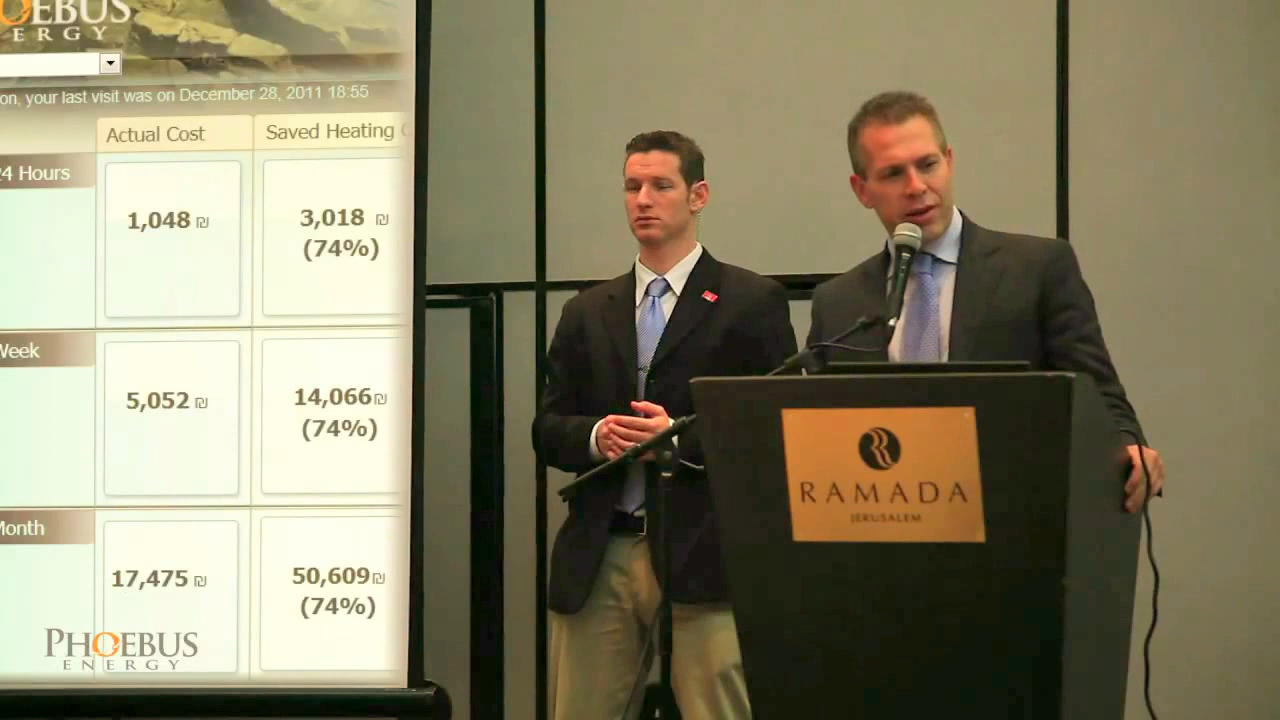 PHOEBUS
ENERGY
on, your last visit was on December 28, 2011 18:55
Actual Cost
Saved Heating
24 Hours
1,048 ₪
3,018 ₪
(74%)
Week
5,052 ₪
14,066 ₪
(74%)
Month
17,475 ₪
50,609 ₪
(74%)
PHOEBUS
ENERGY
RAMADA
JERUSALEM